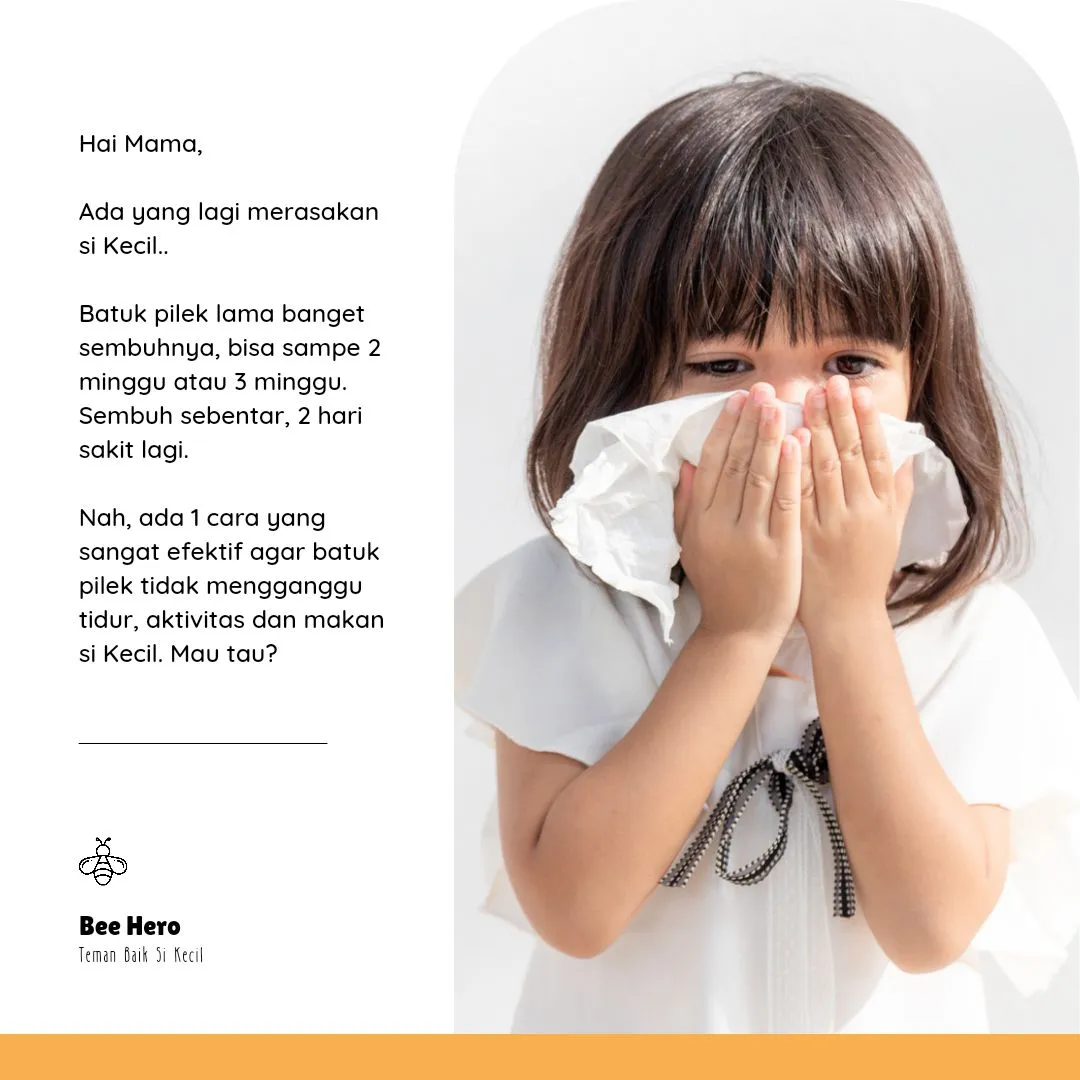 Hai Mama,
Ada yang lagi merasakan
si Kecil..
Batuk pilek lama banget
sembuhnya, bisa sampe 2
minggu atau 3 minggu.
Sembuh sebentar, 2 hari
sakit lagi.
Nah, ada 1 cara yang
sangat efektif agar batuk
pilek tidak mengganggu
tidur, aktivitas dan makan
si Kecil. Mau tau?
Bee Hero
Teman Baik Si Kecil